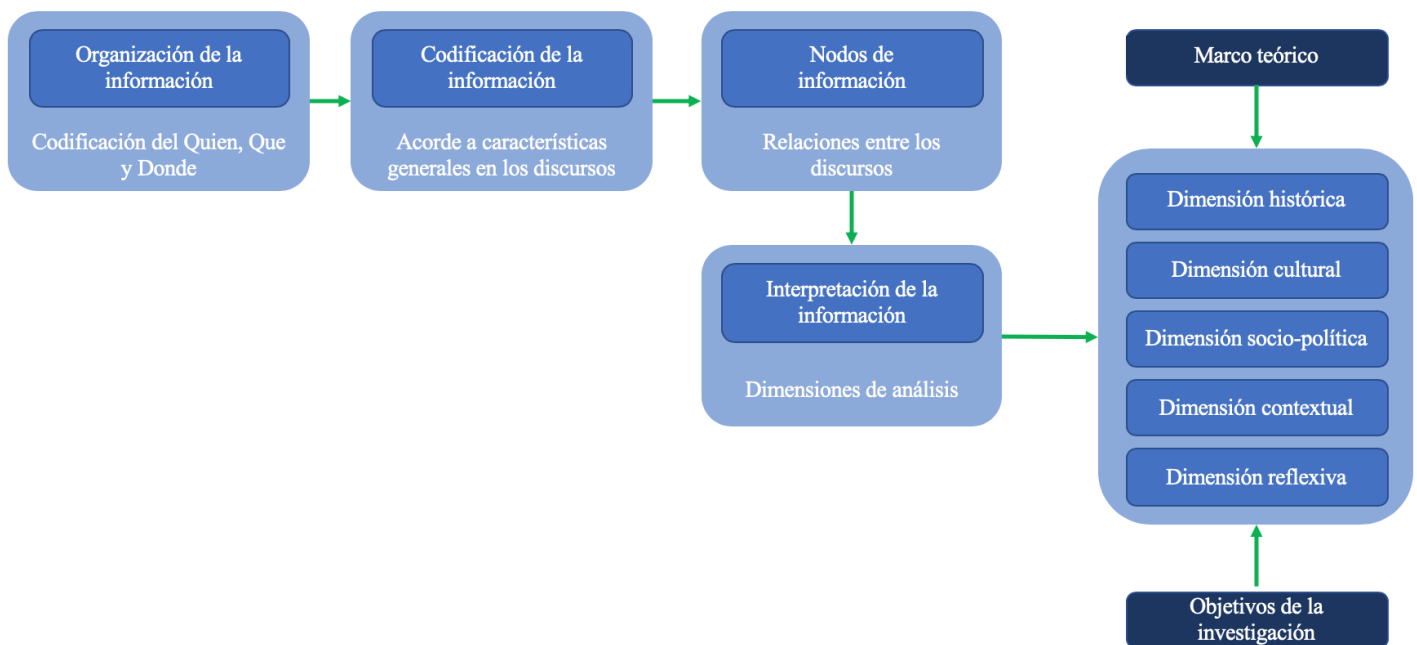 Organización de la
información
Codificación del Quien, Que
y Donde
Codificación de la
información
Acorde a características
generales en los discursos
Nodos de
información
Relaciones entre los
discursos
Interpretación de la
información
Dimensiones de análisis
Marco teórico
Dimensión histórica
Dimensión cultural
Dimensión socio-política
Dimensión contextual
Dimensión reflexiva
Objetivos de la
investigación